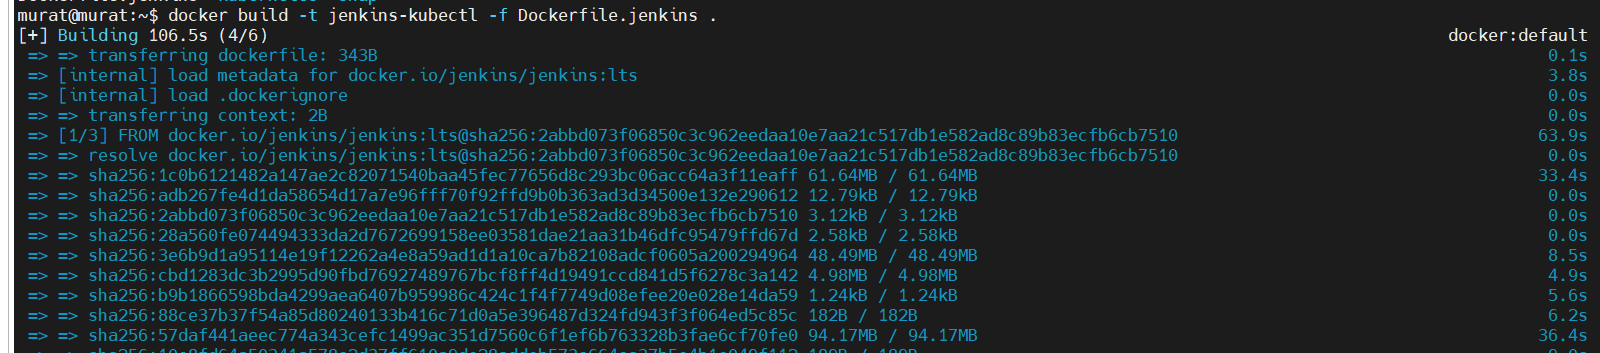 murat@murat:~$ docker build -t jenkins-kubectl -f Dockerfile.jenkins .
[+] Building 106.5s (4/6) docker:default
=> => transferring dockerfile: 343B 0.1s
=> [internal] load metadata for docker.io/jenkins/jenkins:lts 3.8s
=> [internal] load .dockerignore 0.0s
=> => transferring context: 2B 0.0s
=> [1/3] FROM docker.io/jenkins/jenkins:lts@sha256:2abbd073f06850c3c962eedaa10e7aa21c517db1e582ad8c89b83ecfb6cb7510 63.9s
=> => resolve docker.io/jenkins/jenkins:lts@sha256:2abbd073f06850c3c962eedaa10e7aa21c517db1e582ad8c89b83ecfb6cb7510 0.0s
=> => sha256:1c0b6121482a147ae2c82071540baa45fec77656d8c293bc06acc64a3f11eaff 61.64MB / 61.64MB 33.4s
=> => sha256:adb267fe4d1da58654d17a7e96fff70f92ffd9b0b363ad3d34500e132e290612 12.79kB / 12.79kB 0.0s
=> => sha256:2abbd073f06850c3c962eedaa10e7aa21c517db1e582ad8c89b83ecfb6cb7510 3.12kB / 3.12kB 0.0s
=> => sha256:28a560fe074494333da2d7672699158ee03581dae21aa31b46dfc95479ffd67d 2.58kB / 2.58kB 0.0s
=> => sha256:3e6b9d1a95114e19f12262a4e8a59ad1d1a10ca7b82108adcf0605a200294964 48.49MB / 48.49MB 8.5s
=> => sha256:cbd1283dc3b2995d90fbd76927489767bcf8ff4d19491ccd841d5f6278c3a142 4.98MB / 4.98MB 4.9s
=> => sha256:b9b1866598bda4299aea6407b959986c424c1f4f7749d08efee20e028e14da59 1.24kB / 1.24kB 5.6s
=> => sha256:88ce37b37f54a85d80240133b416c71d0a5e396487d324fd943f3f064ed5c85c 182B / 182B 6.2s
=> => sha256:57daf441aeec774a343cefc1499ac351d7560c6f1ef6b763328b3fae6cf70fe0 94.17MB / 94.17MB 36.4s